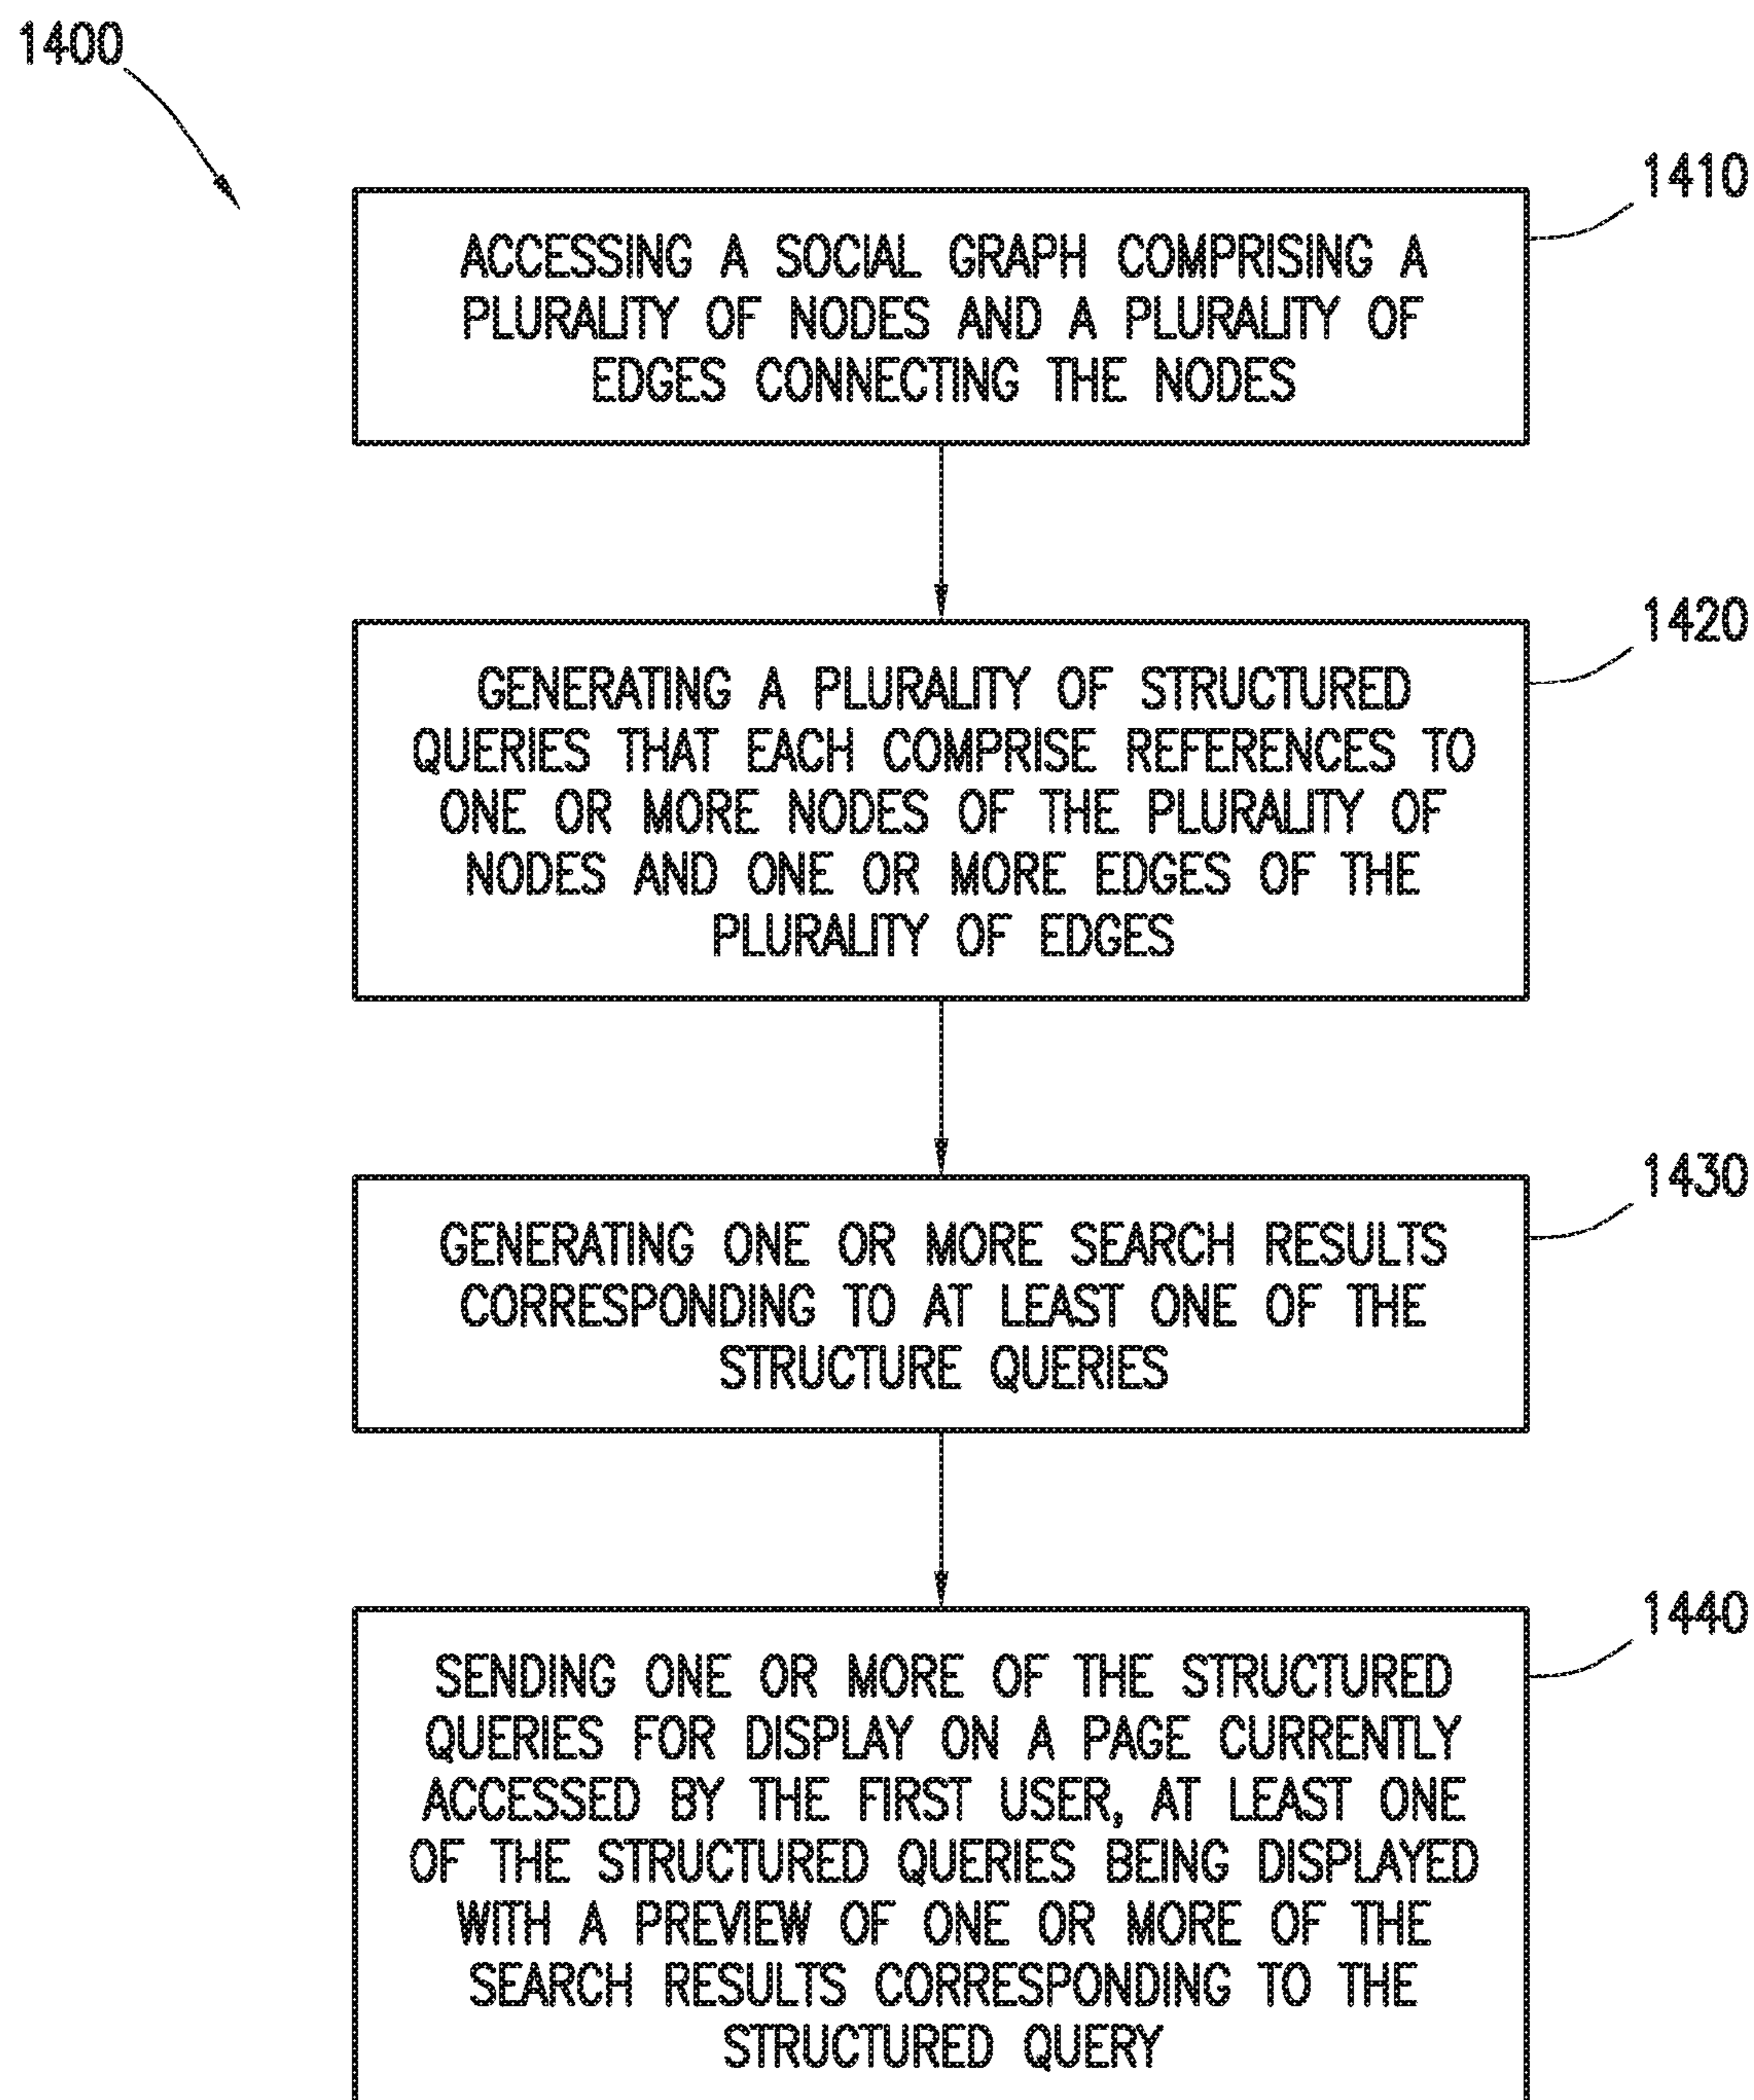 1400
1410
ACCESSING A SOCIAL GRAPH COMPRISING A
PLURALITY OF NODES AND A PLURALITY OF
EDGES CONNECTING THE NODES
1420
GENERATING A PLURALITY OF STRUCTURED
QUERIES THAT EACH COMPRISE REFERENCES TO
ONE OR MORE NODES OF THE PLURALITY OF
NODES AND ONE OR MORE EDGES OF THE
PLURALITY OF EDGES
1430
GENERATING ONE OR MORE SEARCH RESULTS
CORRESPONDING TO AT LEAST ONE OF THE
STRUCTURE QUERIES
1440
SENDING ONE OR MORE OF THE STRUCTURED
QUERIES FOR DISPLAY ON A PAGE CURRENTLY
ACCESSED BY THE FIRST USER, AT LEAST ONE
OF THE STRUCTURED QUERIES BEING DISPLAYED
WITH A PREVIEW OF ONE OR MORE OF THE
SEARCH RESULTS CORRESPONDING TO THE
STRUCTURED QUERY